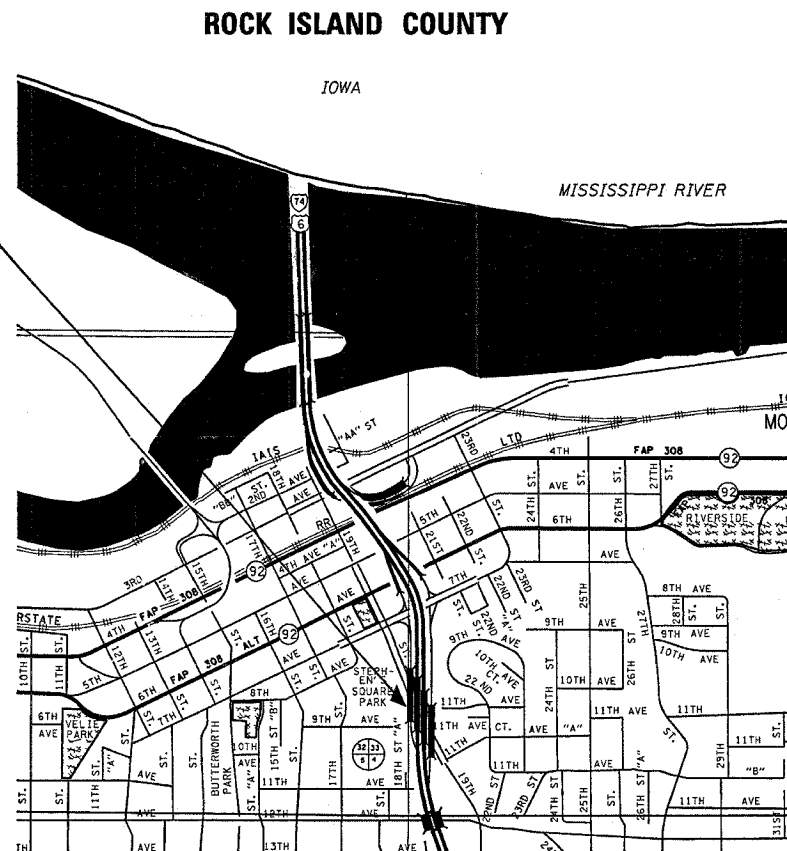 ROCK ISLAND COUNTY
IOWA
MISSISSIPPI RIVER
74
6
"AA" ST
23RD
LTD
IAIS
4TH
FAP 308
92
MO
18TH AVE
ST.
2ND
AVE
"BB"
RR
AVE
27TH ST.
92
308
24TH ST.
6TH
26TH ST.
RIVERSIDE
5TH
22ND ST.
21ST
19TH
17TH
4TH AVE "A"
AVE
3RD
14TH
15TH
92
7TH
AVE
FAP 308
RSTATE
4TH
13TH
12TH
16TH
AVE
92
ALT
22ND ST
"A"
23RD ST
25TH
27TH
8TH AVE
28TH ST.
ST.
9TH AVE
10TH AVE
9TH
9TH AVE
10TH ST.
11TH ST.
5TH
FAP 308
6TH
ST.
AVE
ST.
7TH
ST.
10TH AVE
CT.
22 ND
10TH AVE
24TH ST
26TH ST
STEPH-
EN'S
SQUARE
PARK
8TH
11TH AVE
11TH AVE
11TH
6TH
AVE
VELIE
PARK
9TH AVE
15TH ST "B"
11TH AVE CT.
AVE "A"
ST.
11TH ST.
BUTTERWORTH
PARK
10TH
AVE
32 33
5 4
18TH ST "A"
11TH
11TH
29TH
"B"
"A"
AVE
11TH
AVE
17TH
ST.
19TH
22ND ST
23RD ST
24TH ST
25TH
ST.
26TH ST
"A"
11TH AVE
31ST
ST.
ST.
11TH ST.
AVE
ST. "A"
12TH AVE
TH
AVE
13TH
AVE
24TH